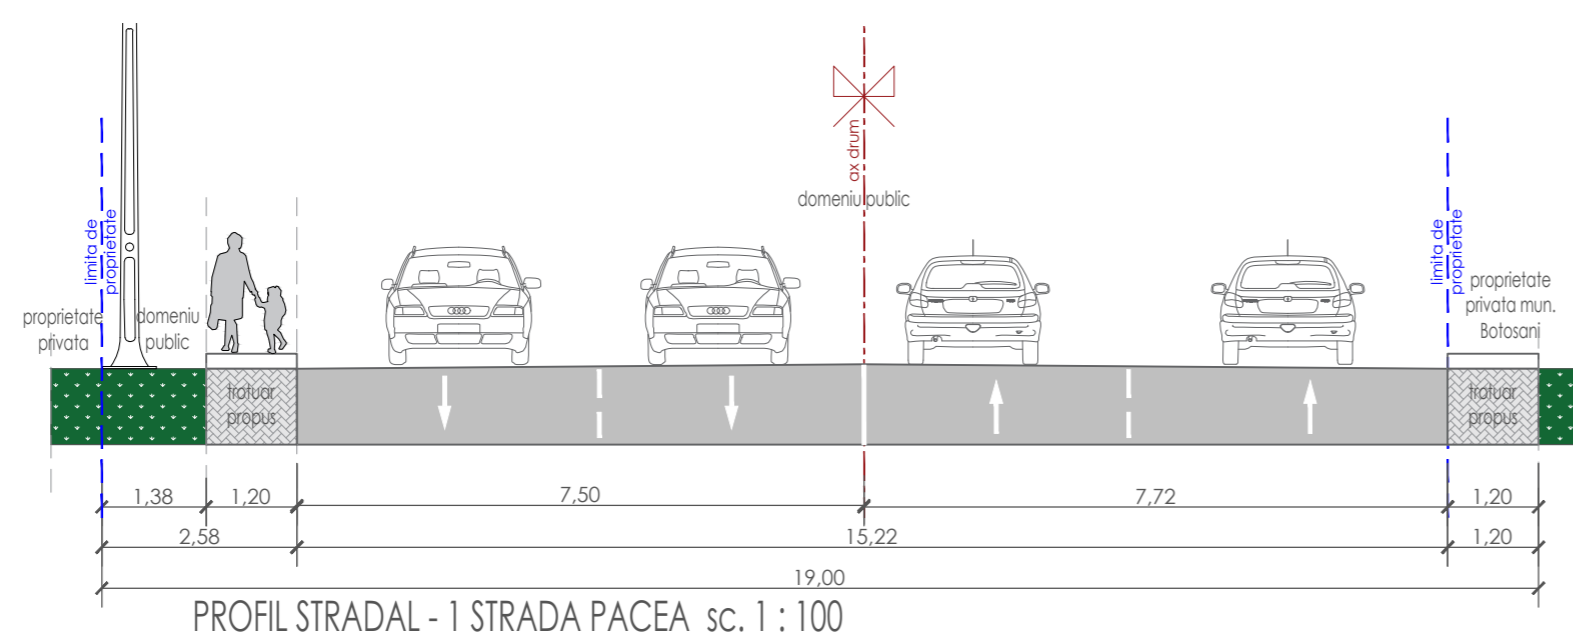 ax drum
domeniu public
limita de
proprietate
limita de
proprietate
proprietate
privata
domeniu
public
proprietate
privata mun.
Botosani
trotuar
propus
trotuar
propus
1,38
1,20
7,50
7,72
1,20
2,58
15,22
1,20
19,00
PROFIL STRADAL - 1 STRADA PACEA sc. 1 : 100